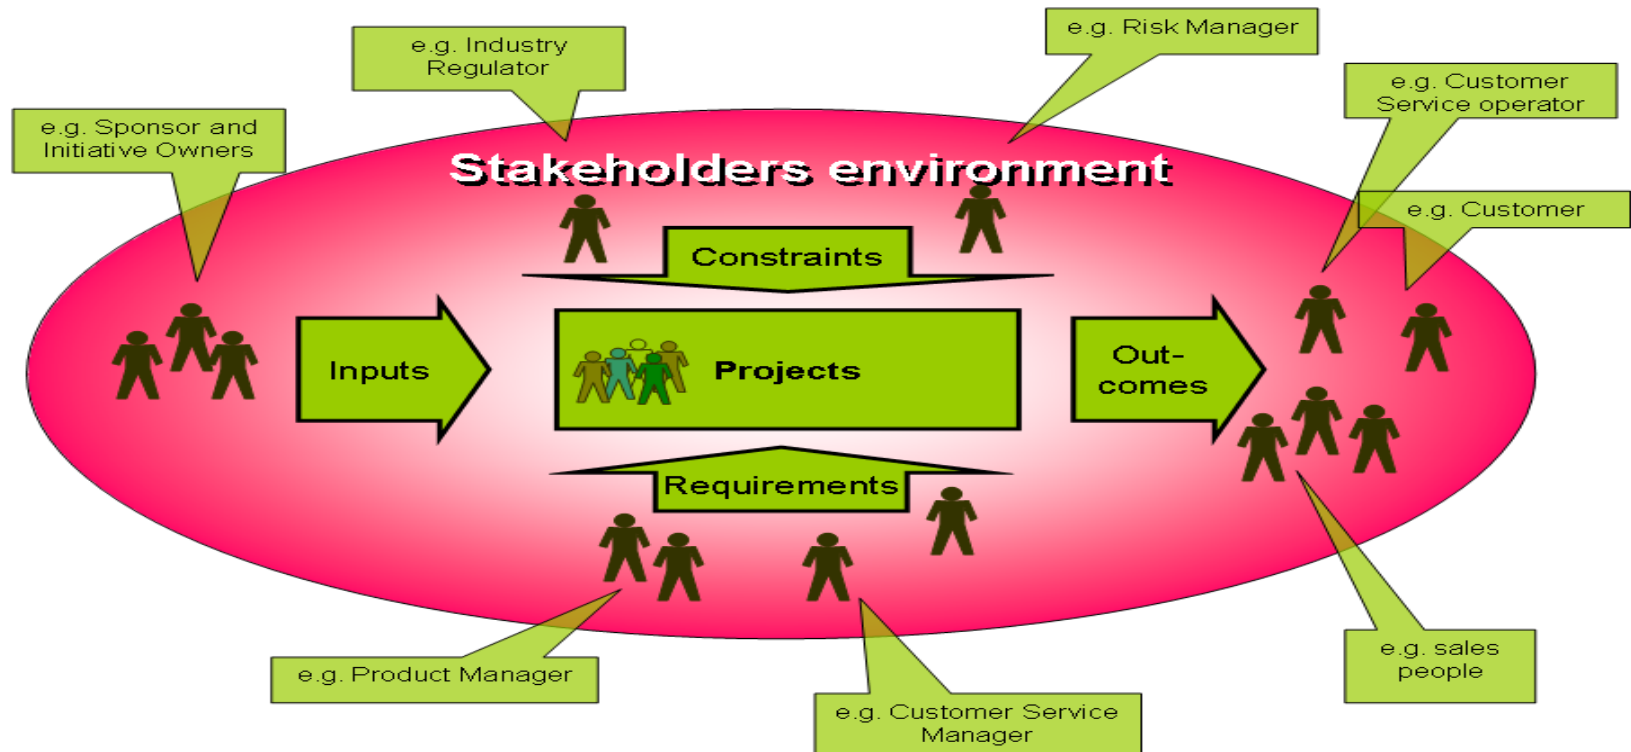 e.g. Industry
Regulator
e.g. Risk Manager
e.g. Customer
Service operator
e.g. Sponsor and
Initiative Owners
Stakeholders environment
e.g. Customer
Constraints
Inputs
Projects
Out-
comes
Requirements
e.g. Product Manager
e.g. sales
people
e.g. Customer Service
Manager